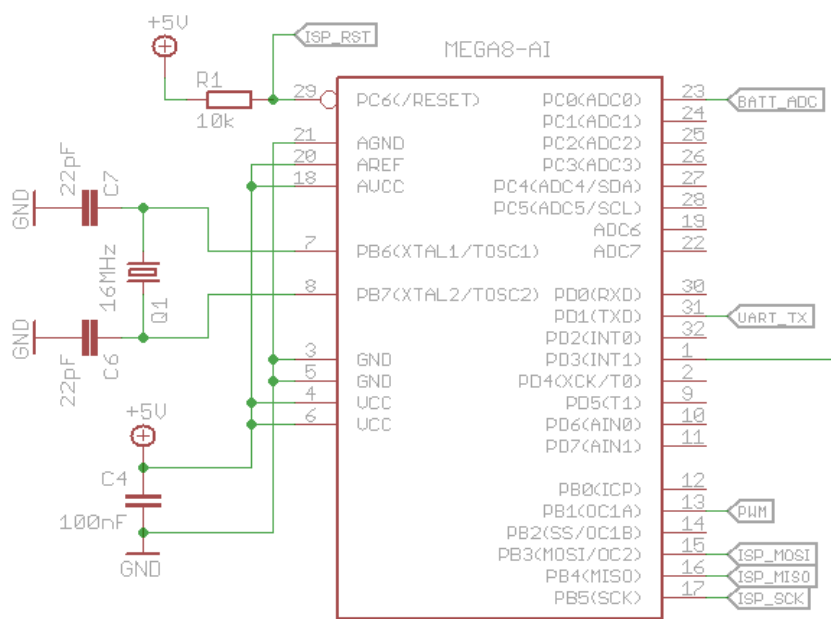 +5V
ISP_RST
MEGA8-AI
R1
10k
29
PC6(/RESET)
21
AGND
20
AREF
18
AVCC
22pF
C7
GND
7
PB6(XTAL1/TOSC1)
16MHz
Q1
8
PB7(XTAL2/TOSC2)
GND
22pF
C6
3
GND
5
GND
4
VCC
6
VCC
+5V
C4
100nF
GND
PC0(ADC0)
23
BATT_ADC
PC1(ADC1)
24
PC2(ADC2)
25
PC3(ADC3)
26
PC4(ADC4/SDA)
27
PC5(ADC5/SCL)
28
ADC6
19
ADC7
22
PD0(RXD)
30
PD1(TXD)
31
UART_TX
PD2(INT0)
32
PD3(INT1)
1
PD4(XCK/T0)
2
PD5(T1)
9
PD6(AIN0)
10
PD7(AIN1)
11
PB0(ICP)
12
PB1(OC1A)
13
PWM
PB2(SS/OC1B)
14
PB3(MOSI/OC2)
15
ISP_MOSI
PB4(MISO)
16
ISP_MISO
PB5(SCK)
17
ISP_SCK